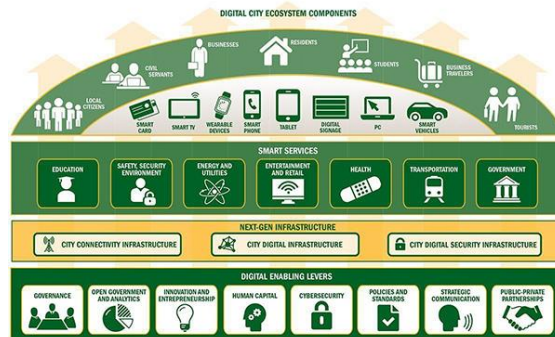 DIGITAL CITY ECOSYSTEM COMPONENTS
LOCAL
CITIZENS
CIVIL
SERVANTS
BUSINESSES
RESIDENTS
STUDENTS
BUSINESS
TRAVELERS
TOURISTS
SMART
CARD
SMART TV
WEARABLE
DEVICES
SMART
PHONE
TABLET
DIGITAL
SIGNAGE
PC
SMART
VEHICLES
SMART SERVICES
EDUCATION
SAFETY, SECURITY
ENVIRONMENT
ENERGY AND
UTILITIES
ENTERTAINMENT
AND RETAIL
HEALTH
TRANSPORTATION
GOVERNMENT
NEXT-GEN INFRASTRUCTURE
CITY CONNECTIVITY INFRASTRUCTURE
CITY DIGITAL INFRASTRUCTURE
CITY DIGITAL SECURITY INFRASTRUCTURE
DIGITAL ENABLING LEVERS
GOVERNANCE
OPEN GOVERNMENT
AND ANALYTICS
INNOVATION AND
ENTREPRENEURSHIP
HUMAN CAPITAL
CYBERSECURITY
POLICIES AND
STANDARDS
STRATEGIC
COMMUNICATION
PUBLIC-PRIVATE
PARTNERSHIPS